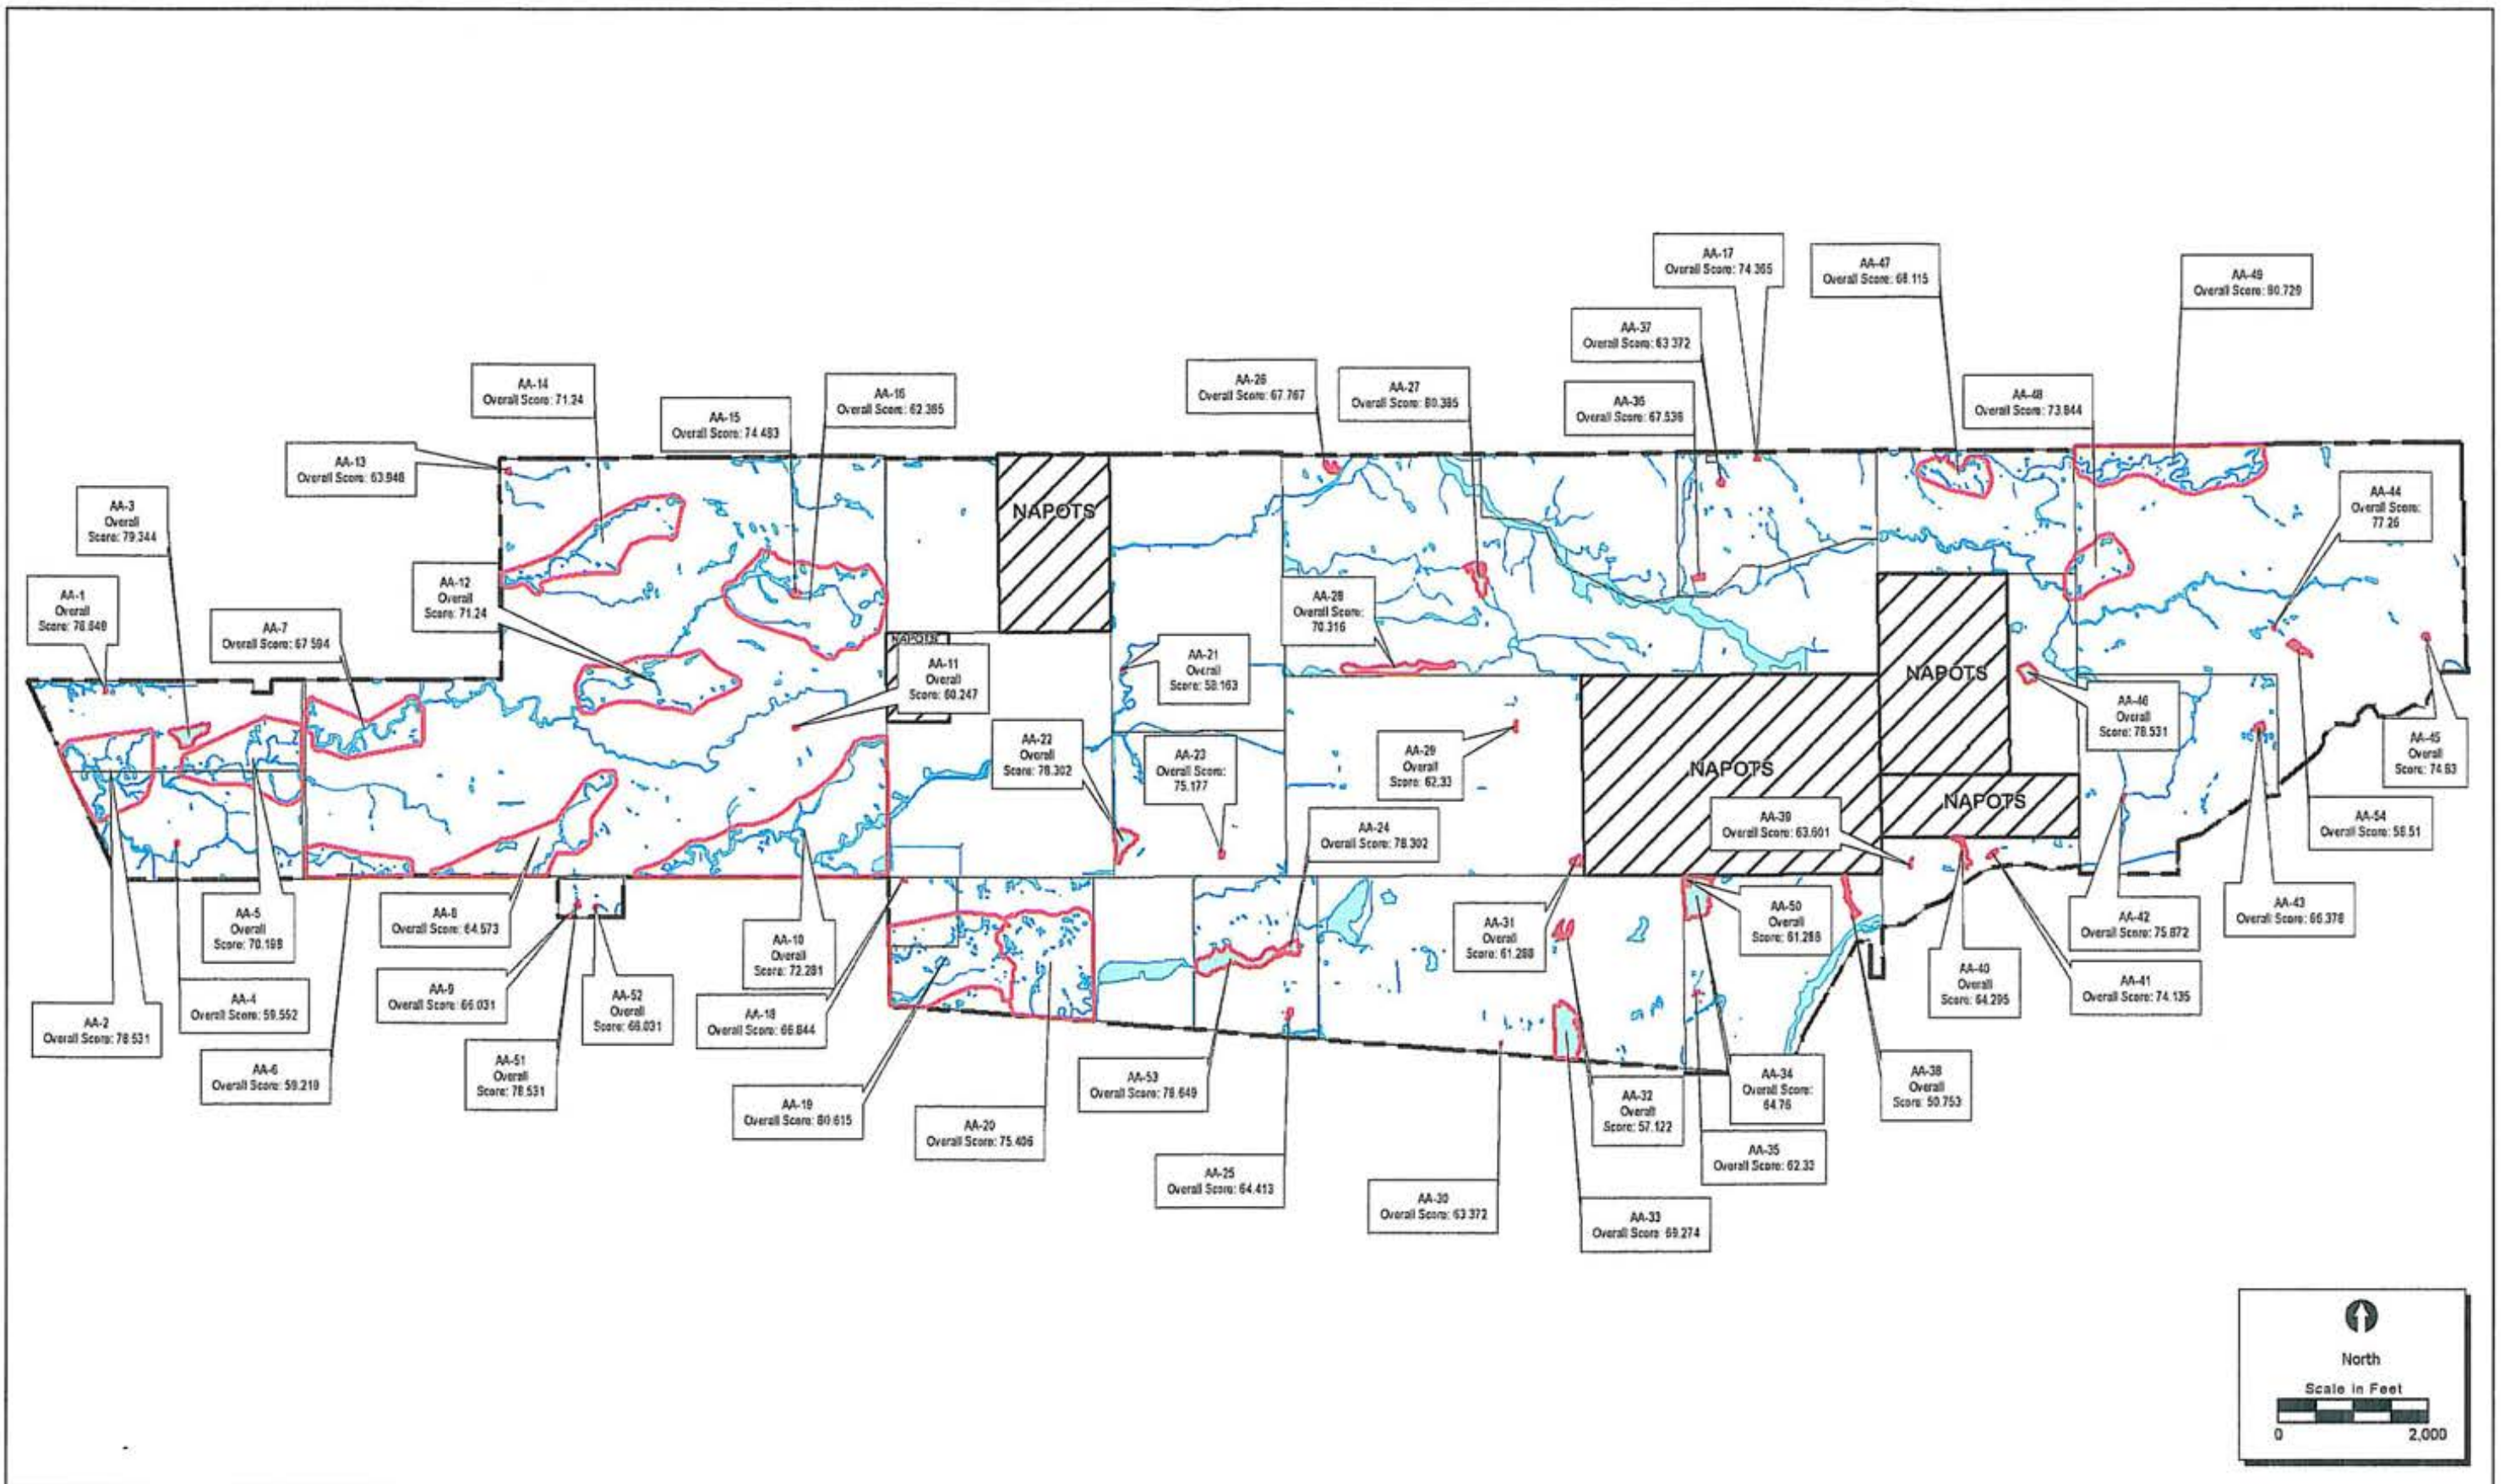 AA-17
Overall Score: 74.365
AA-47
Overall Score: 68.115
AA-49
Overall Score: 80.729
AA-37
Overall Score: 63.372
AA-14
Overall Score: 71.24
AA-15
Overall Score: 74.483
AA-16
Overall Score: 62.365
AA-26
Overall Score: 67.767
AA-27
Overall Score: 80.385
AA-36
Overall Score: 67.536
AA-48
Overall Score: 73.844
AA-13
Overall Score: 63.948
AA-3
Overall
Score: 79.344
NAPOTS
AA-44
Overall Score:
77.26
AA-1
Overall
Score: 78.649
AA-12
Overall
Score: 71.24
AA-7
Overall Score: 67.594
AA-28
Overall Score:
70.316
NAPOTS
AA-11
Overall
Score: 60.247
AA-21
Overall
Score: 58.163
NAPOTS
AA-46
Overall
Score: 78.531
AA-22
Overall
Score: 78.302
AA-23
Overall Score:
75.177
AA-29
Overall
Score: 62.33
NAPOTS
AA-45
Overall
Score: 74.63
NAPOTS
AA-39
Overall Score: 63.601
AA-24
Overall Score: 78.302
AA-54
Overall Score: 58.51
AA-5
Overall
Score: 70.198
AA-8
Overall Score: 64.573
AA-10
Overall
Score: 72.281
AA-31
Overall
Score: 61.288
AA-50
Overall
Score: 61.288
AA-42
Overall Score: 75.872
AA-43
Overall Score: 66.378
AA-2
Overall Score: 78.531
AA-4
Overall Score: 59.552
AA-9
Overall Score: 66.031
AA-52
Overall
Score: 66.031
AA-18
Overall Score: 66.844
AA-40
Overall
Score: 64.295
AA-41
Overall Score: 74.135
AA-6
Overall Score: 59.219
AA-51
Overall
Score: 78.531
AA-19
Overall Score: 80.615
AA-20
Overall Score: 75.406
AA-53
Overall Score: 78.649
AA-32
Overall
Score: 57.122
AA-34
Overall Score:
64.76
AA-38
Overall
Score: 50.753
AA-35
Overall Score: 62.33
AA-25
Overall Score: 64.413
AA-30
Overall Score: 63.372
AA-33
Overall Score: 69.274
North
Scale in Feet
0 2,000